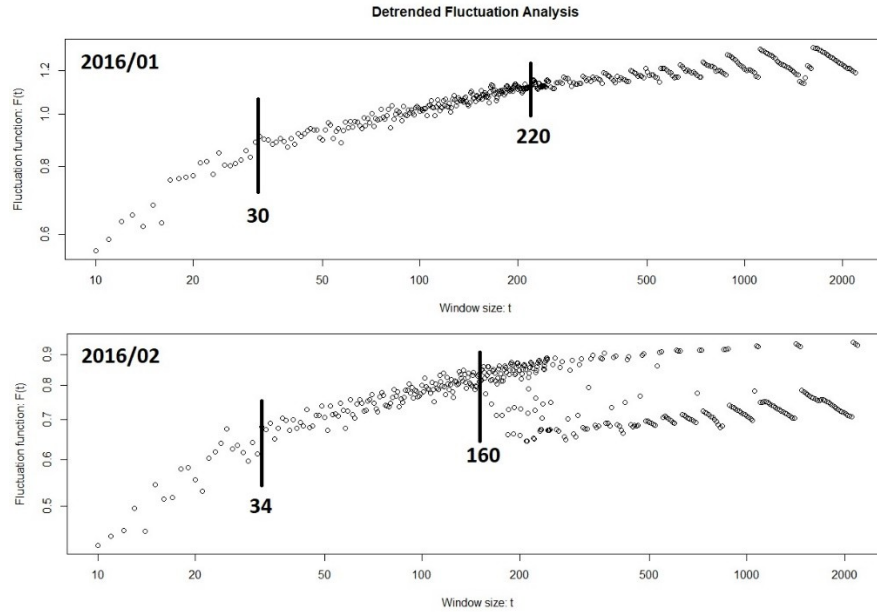 Detrended Fluctuation Analysis
2016/01
Fluctuation function: F(t)
1.2
1.0
0.8
0.6
30
220
10 20 50 100 200 500 1000 2000
Window size: t
2016/02
Fluctuation function: F(t)
0.9
0.8
0.7
0.6
0.5
34
160
10 20 50 100 200 500 1000 2000
Window size: t